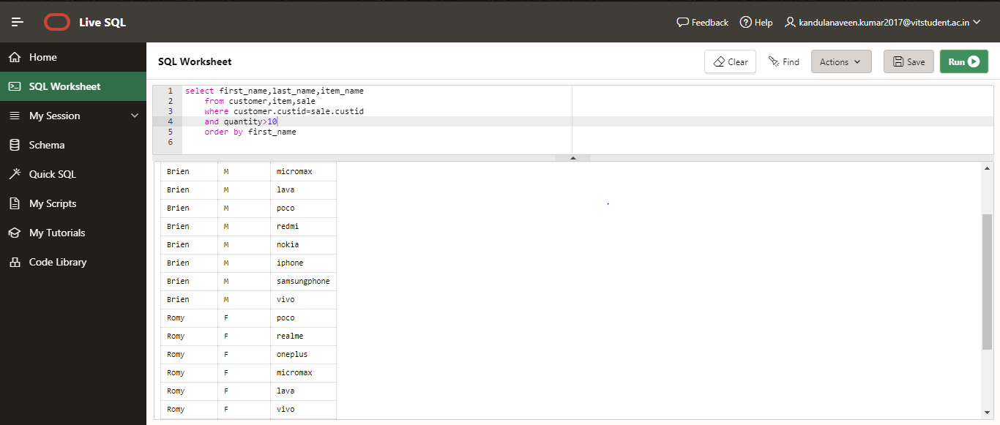 Live SQL
Feedback
Help
kandulanaveen.kumar2017@vitstudent.ac.in
Home
SQL Worksheet
My Session
Schema
Quick SQL
My Scripts
My Tutorials
Code Library
SQL Worksheet
Clear
Find
Actions
Save
Run
1 select first_name,last_name,item_name
2 from customer,item,sale
3 where customer.custid=sale.custid
4 and quantity>10
5 order by first_name
6
Brien M micromax
Brien M lava
Brien M poco
Brien M redmi
Brien M nokia
Brien M iphone
Brien M samsungphone
Brien M vivo
Romy F poco
Romy F realme
Romy F oneplus
Romy F micromax
Romy F lava
Romy F vivo